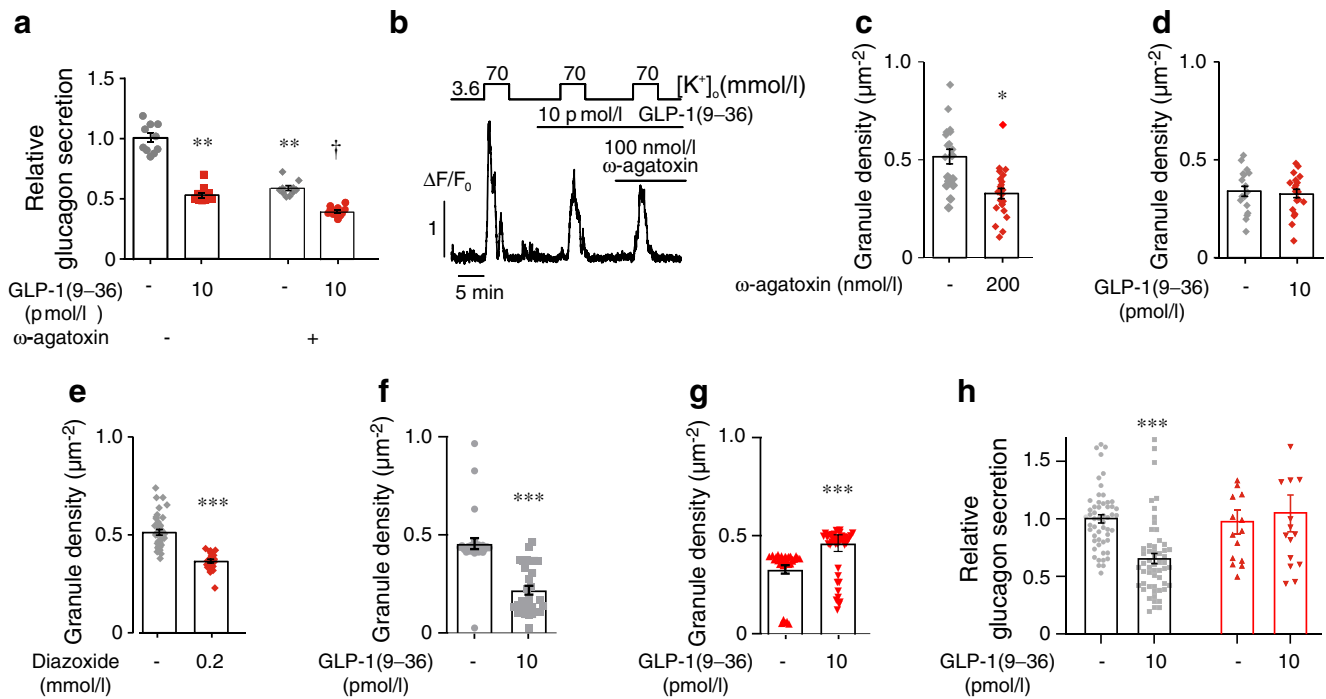 a
Relative
glucagon secretion
1.5
1.0
0.5
0
**
**
†
GLP-1(9–36)
(pmol/l )
- 10 - 10
ω-agatoxin
- +
b
3.6
70 70 70
[K⁺]ₒ(mmol/l)
10 p mol/l GLP-1(9–36)
100 nmol/l
ω-agatoxin
ΔF/F₀
1
5 min
c
Granule density (µm⁻²)
1.0
0.5
0
*
ω-agatoxin (nmol/l) - 200
d
Granule density (µm⁻²)
1.0
0.5
0
GLP-1(9–36) - 10
(pmol/l)
e
Granule density (µm⁻²)
1.0
0.5
0
***
Diazoxide - 0.2
(mmol/l)
f
Granule density (µm⁻²)
1.0
0.5
0
***
GLP-1(9–36) - 10
(pmol/l)
g
Granule density (µm⁻²)
1.0
0.5
0
***
GLP-1(9–36) - 10
(pmol/l)
h
Relative
glucagon secretion
1.5
1.0
0.5
0
***
GLP-1(9–36) - 10 - 10
(pmol/l)